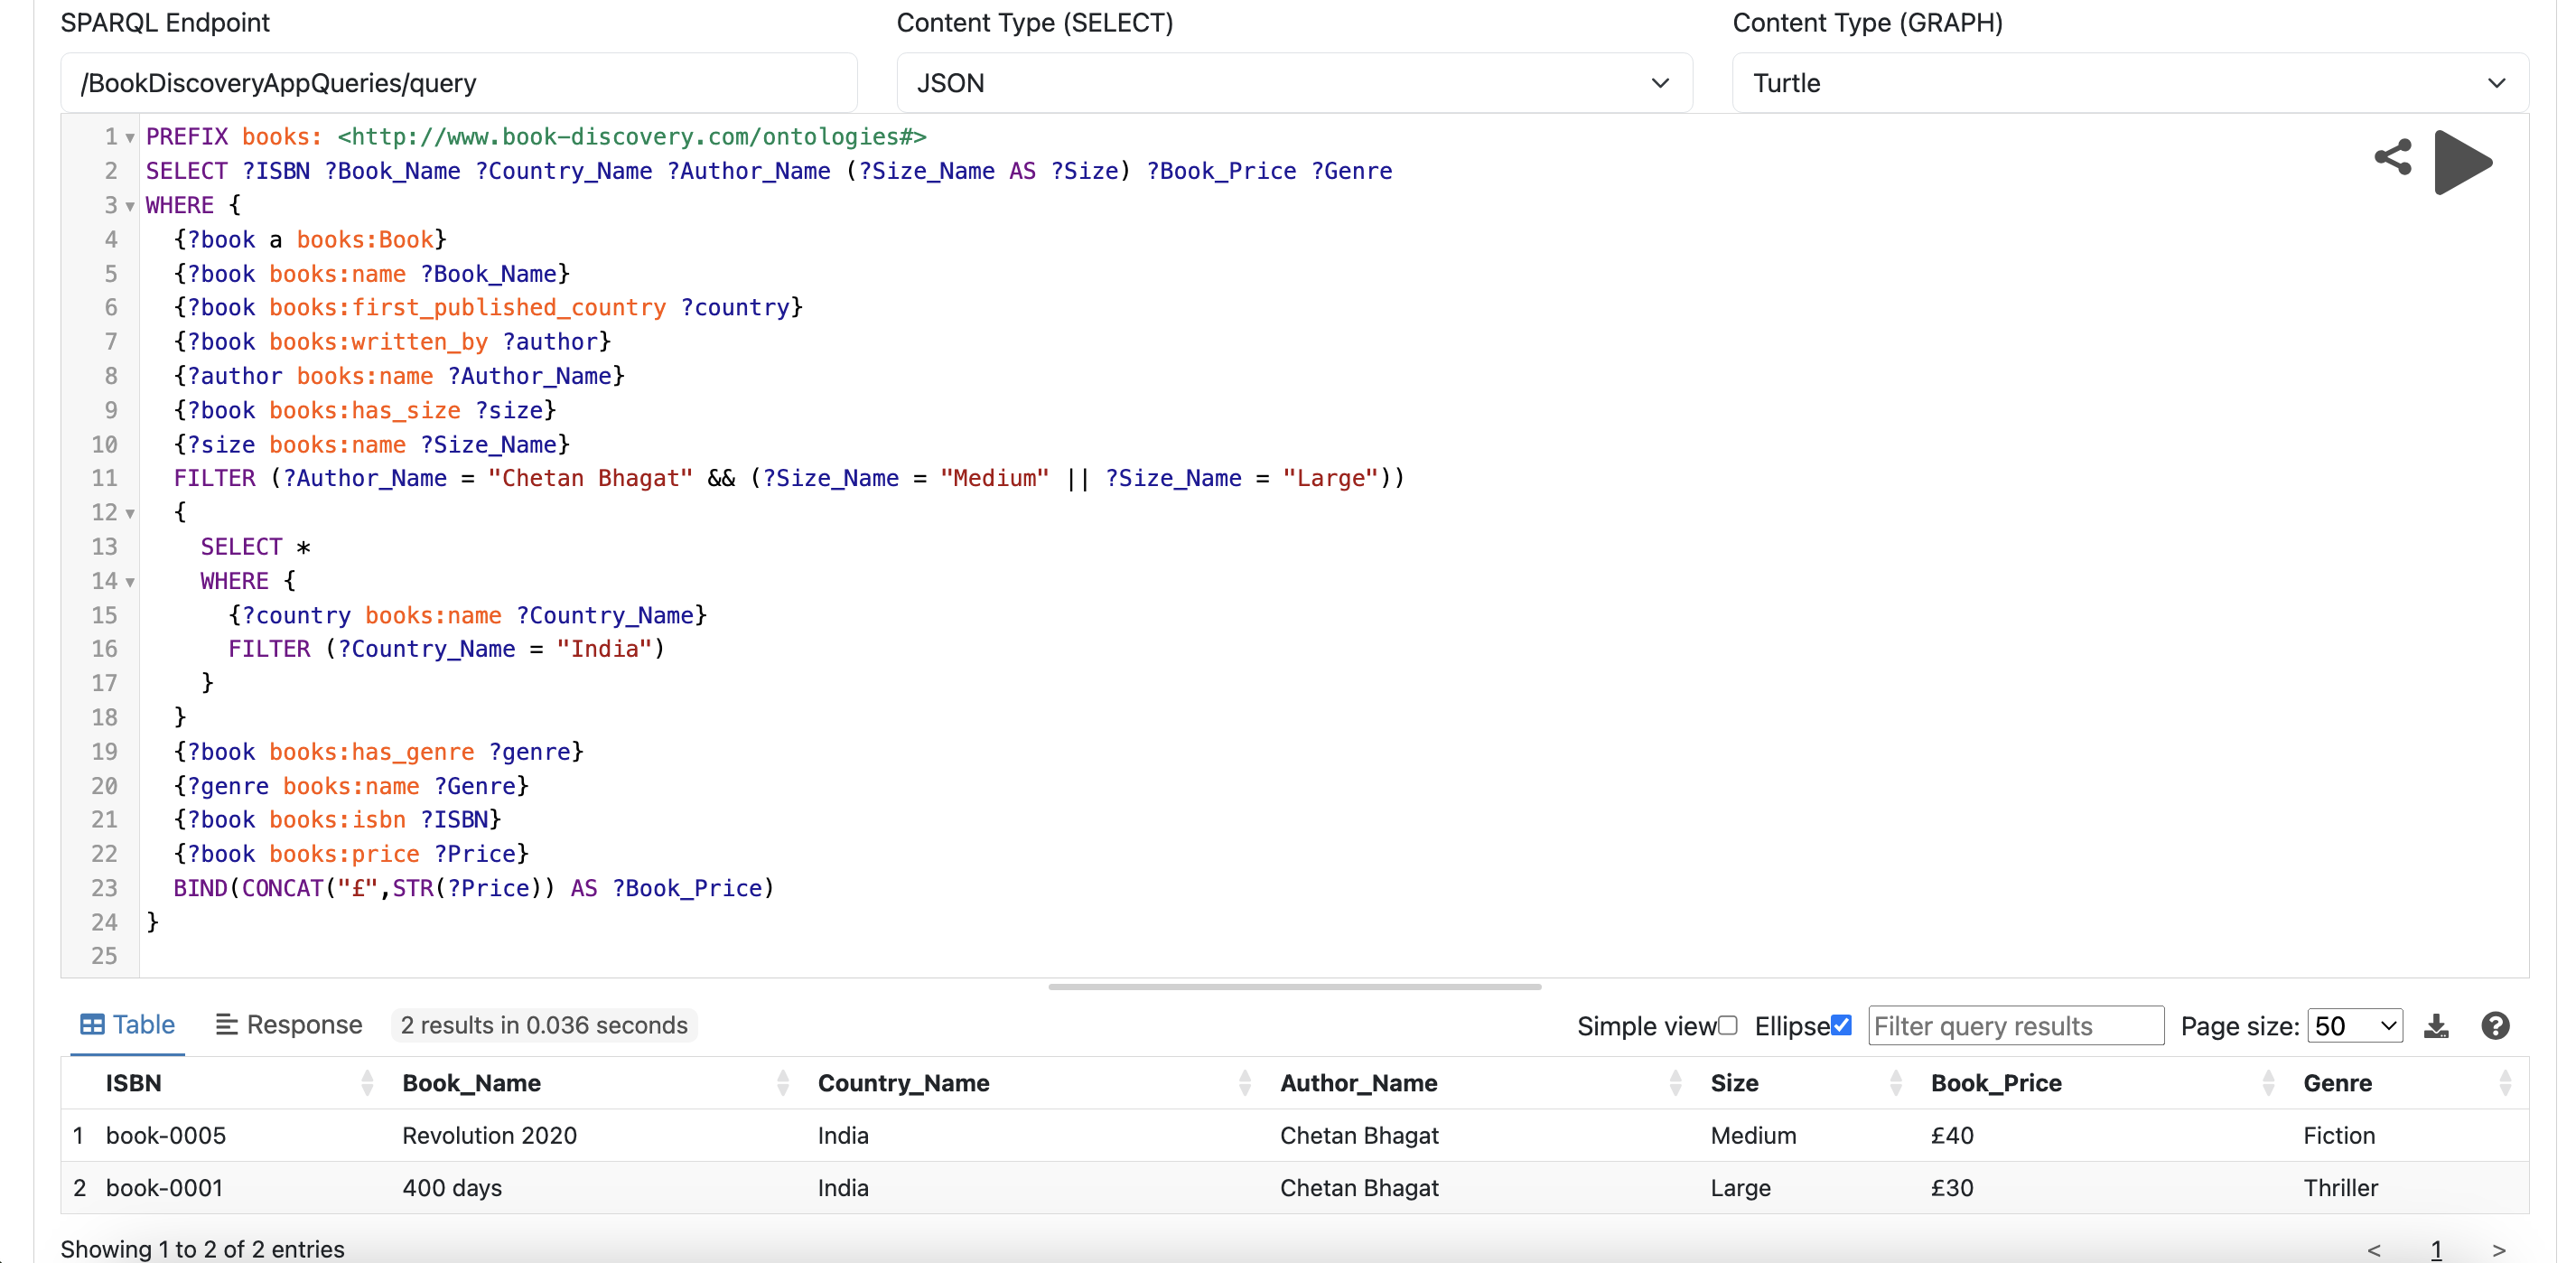 SPARQL Endpoint Content Type (SELECT) Content Type (GRAPH)
/BookDiscoveryAppQueries/query JSON Turtle
1 PREFIX books: <http://www.book-discovery.com/ontologies#>
2 SELECT ?ISBN ?Book_Name ?Country_Name ?Author_Name (?Size_Name AS ?Size) ?Book_Price ?Genre
3 WHERE {
4 {?book a books:Book}
5 {?book books:name ?Book_Name}
6 {?book books:first_published_country ?country}
7 {?book books:written_by ?author}
8 {?author books:name ?Author_Name}
9 {?book books:has_size ?size}
10 {?size books:name ?Size_Name}
11 FILTER (?Author_Name = "Chetan Bhagat" && (?Size_Name = "Medium" || ?Size_Name = "Large"))
12 {
13 SELECT *
14 WHERE {
15 {?country books:name ?Country_Name}
16 FILTER (?Country_Name = "India")
17 }
18 }
19 {?book books:has_genre ?genre}
20 {?genre books:name ?Genre}
21 {?book books:isbn ?ISBN}
22 {?book books:price ?Price}
23 BIND(CONCAT("£",STR(?Price)) AS ?Book_Price)
24 }
25
Table Response 2 results in 0.036 seconds Simple view Ellipse Filter query results Page size: 50
ISBN Book_Name Country_Name Author_Name Size Book_Price Genre
1 book-0005 Revolution 2020 India Chetan Bhagat Medium £40 Fiction
2 book-0001 400 days India Chetan Bhagat Large £30 Thriller
Showing 1 to 2 of 2 entries < 1 >